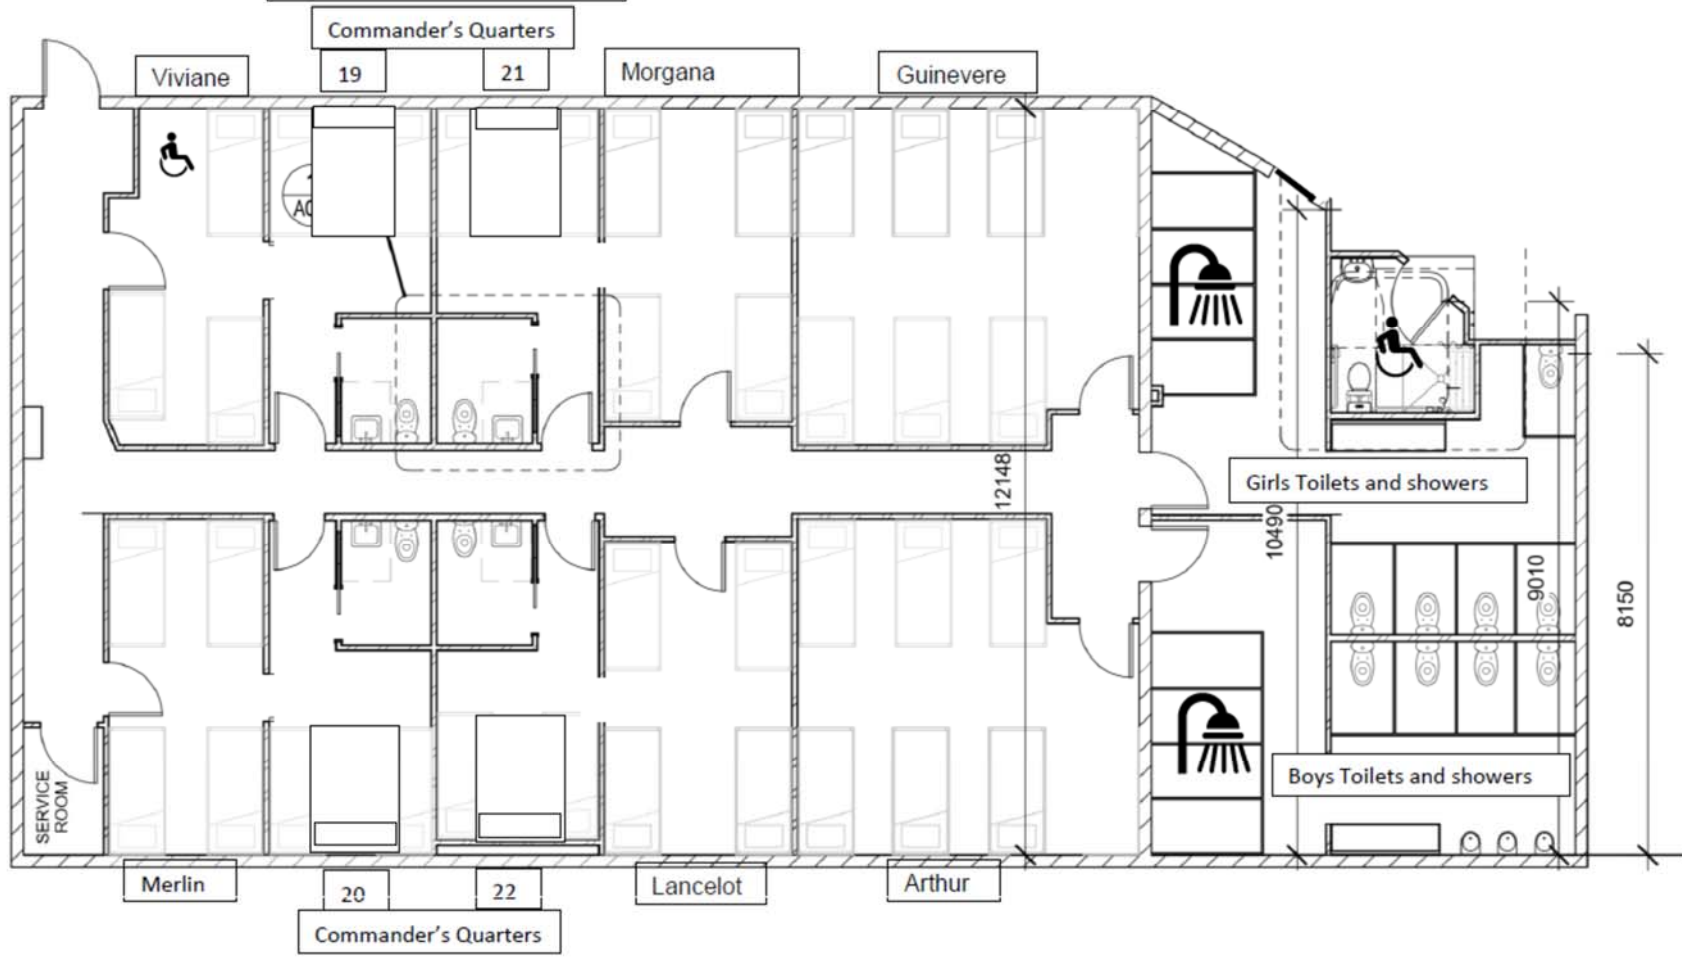 Commander's Quarters
Viviane
19
21
Morgana
Guinevere
AC
12148
Girls Toilets and showers
10490
9010
8150
SERVICE
ROOM
Boys Toilets and showers
Merlin
20
22
Lancelot
Arthur
Commander's Quarters